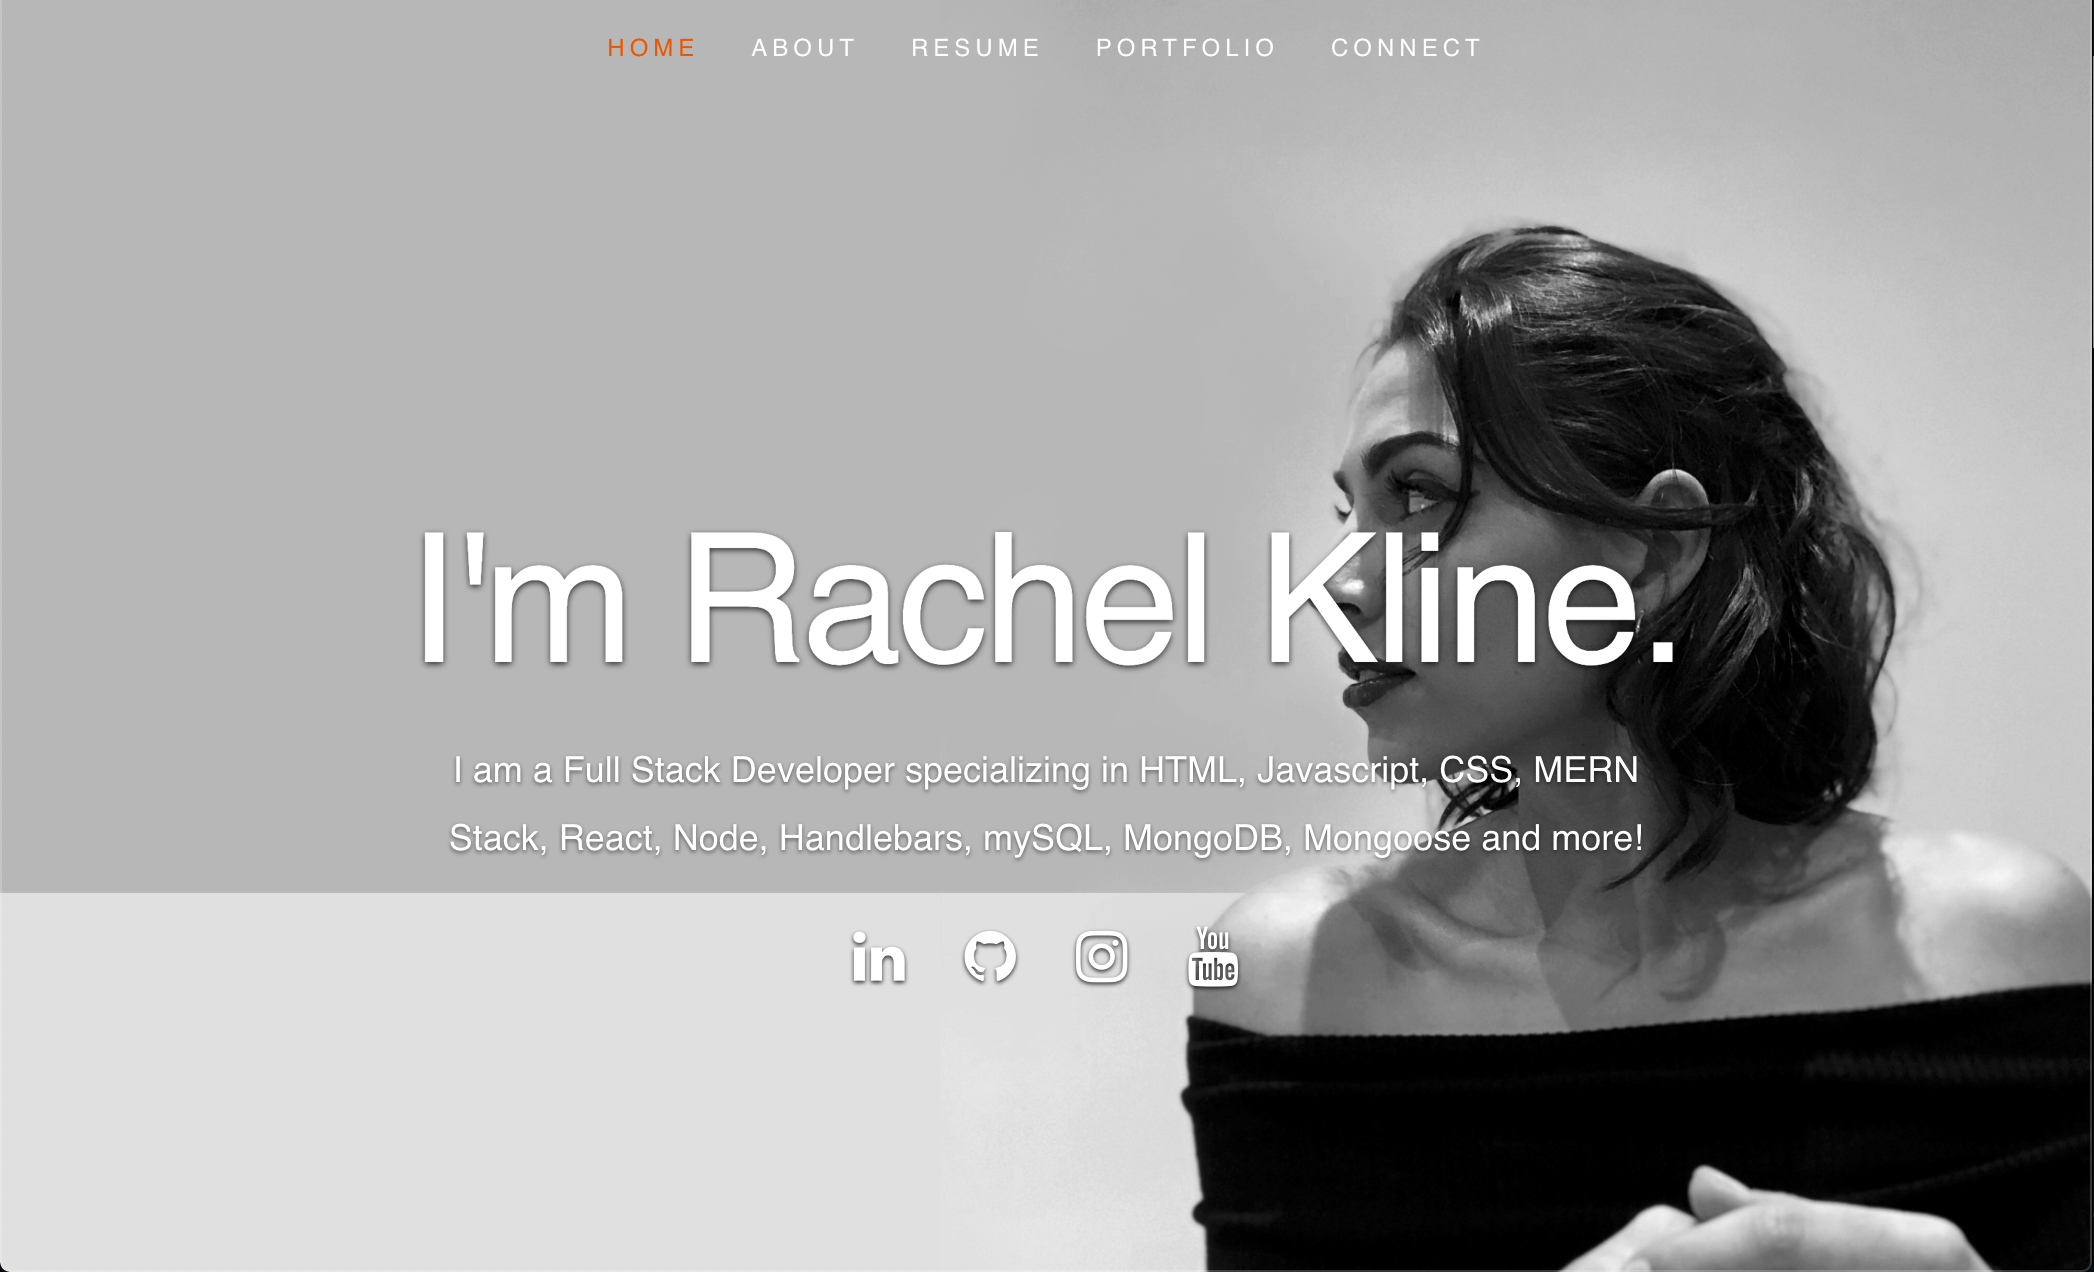 HOME ABOUT RESUME PORTFOLIO CONNECT
I'm Rachel Kline.
I am a Full Stack Developer specializing in HTML, Javascript, CSS, MERN
Stack, React, Node, Handlebars, mySQL, MongoDB, Mongoose and more!
in You
Tube